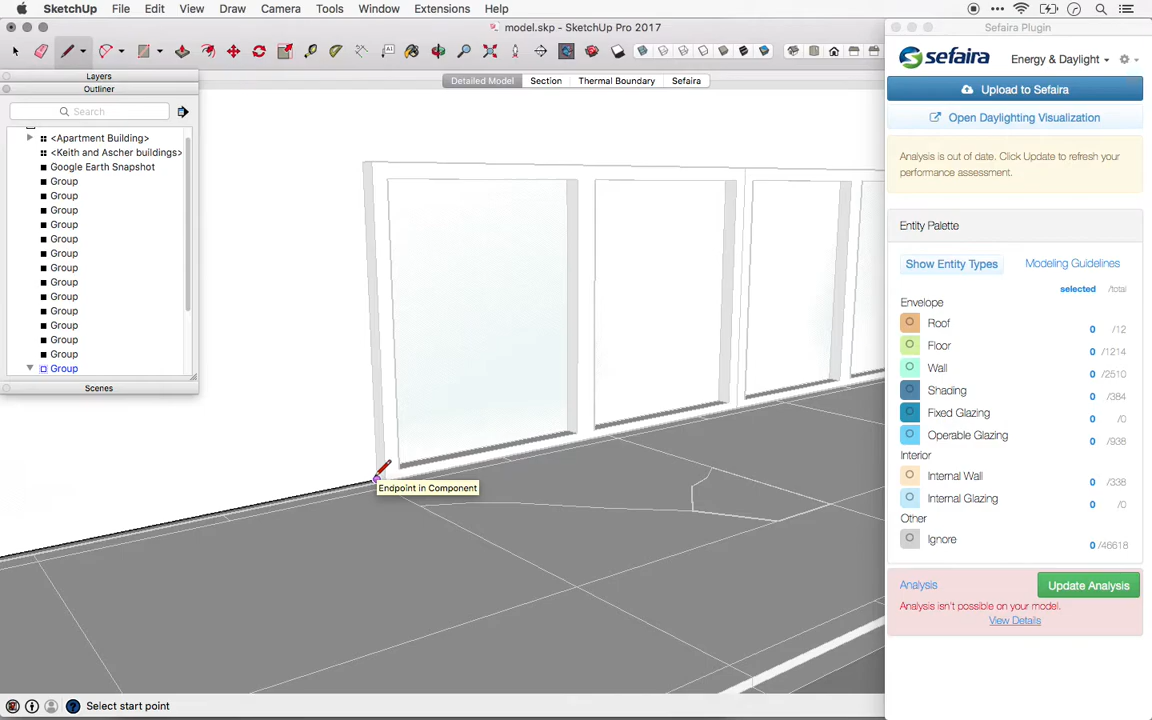 SketchUp File Edit View Draw Camera Tools Window Extensions Help
model.skp - SketchUp Pro 2017
Sefaira Plugin
Layers
Outliner
Search
<Apartment Building>
<Keith and Ascher buildings>
Google Earth Snapshot
Group
Group
Group
Group
Group
Group
Group
Group
Group
Group
Group
Group
Group
Group
Scenes
Detailed Model Section Thermal Boundary Sefaira
Endpoint in Component
Select start point
sefaira Energy & Daylight
Upload to Sefaira
Open Daylighting Visualization
Analysis is out of date. Click Update to refresh your
performance assessment.
Entity Palette
Show Entity Types Modeling Guidelines
selected /total
Envelope
Roof 0 /12
Floor 0 /1214
Wall 0 /2510
Shading 0 /384
Fixed Glazing 0 /0
Operable Glazing 0 /938
Interior
Internal Wall 0 /338
Internal Glazing 0 /0
Other
Ignore 0 /46618
Analysis Update Analysis
Analysis isn't possible on your model.
View Details